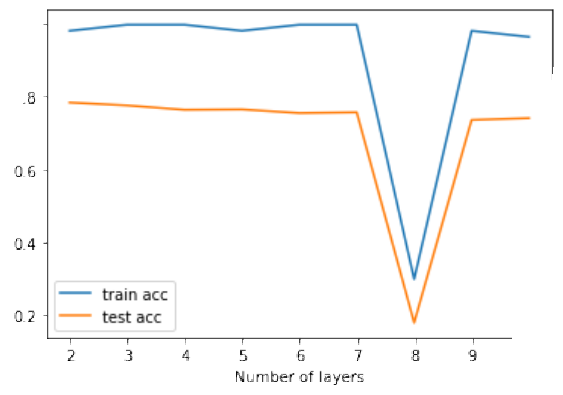 .8
0.6
0.4
0.2
train acc
test acc
2 3 4 5 6 7 8 9
Number of layers